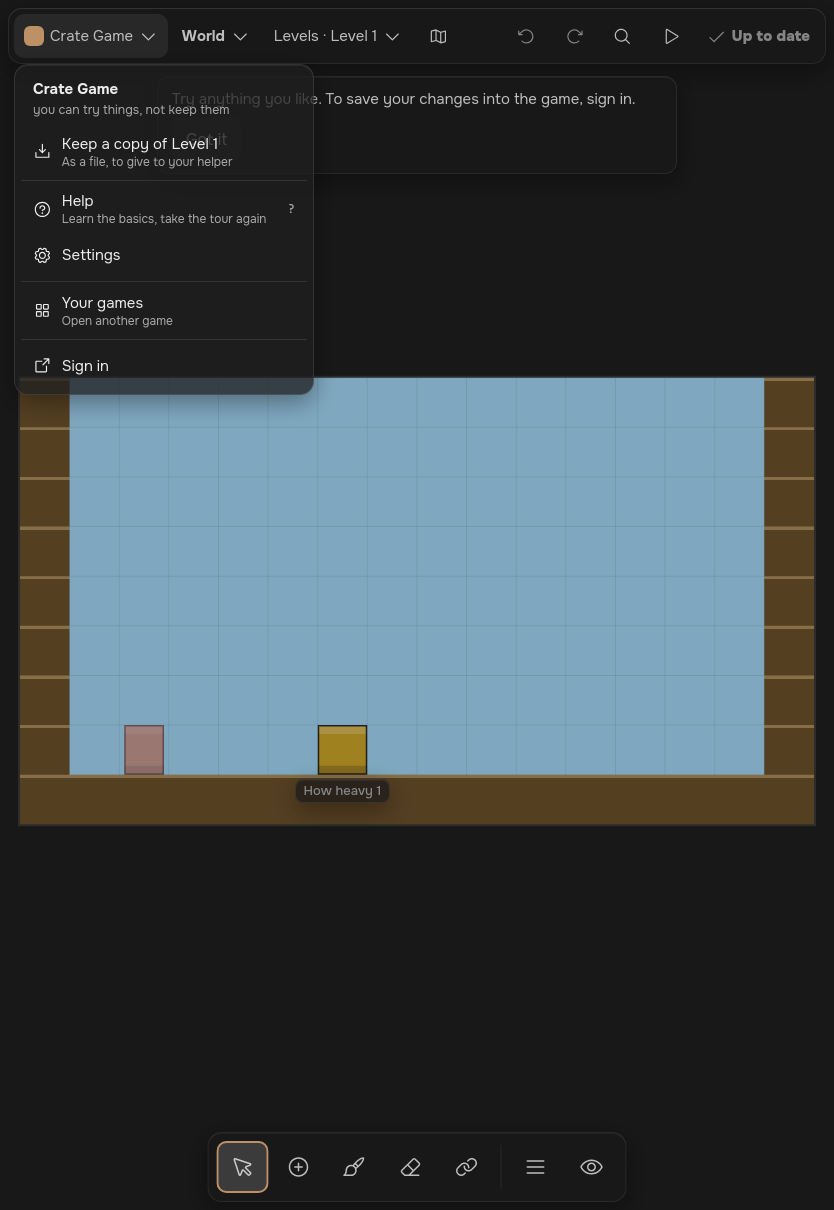 Crate Game
World
Levels · Level 1
Up to date
Crate Game
you can try things, not keep them
Try anything you like. To save your changes into the game, sign in.
Got it
Keep a copy of Level 1
As a file, to give to your helper
Help
Learn the basics, take the tour again
?
Settings
Your games
Open another game
Sign in
How heavy 1